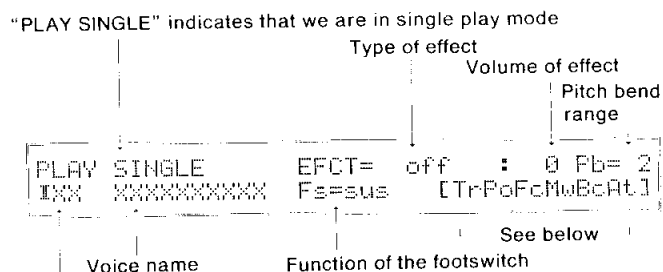 “PLAY SINGLE” indicates that we are in single play mode
Type of effect
Volume of effect
Pitch bend
range
PLAY SINGLE EFCT= off : 0 Pb= 2
IXX XXXXXXXXXX Fs=sus [TrPoFcMwBcAt]
See below
Voice name Function of the footswitch